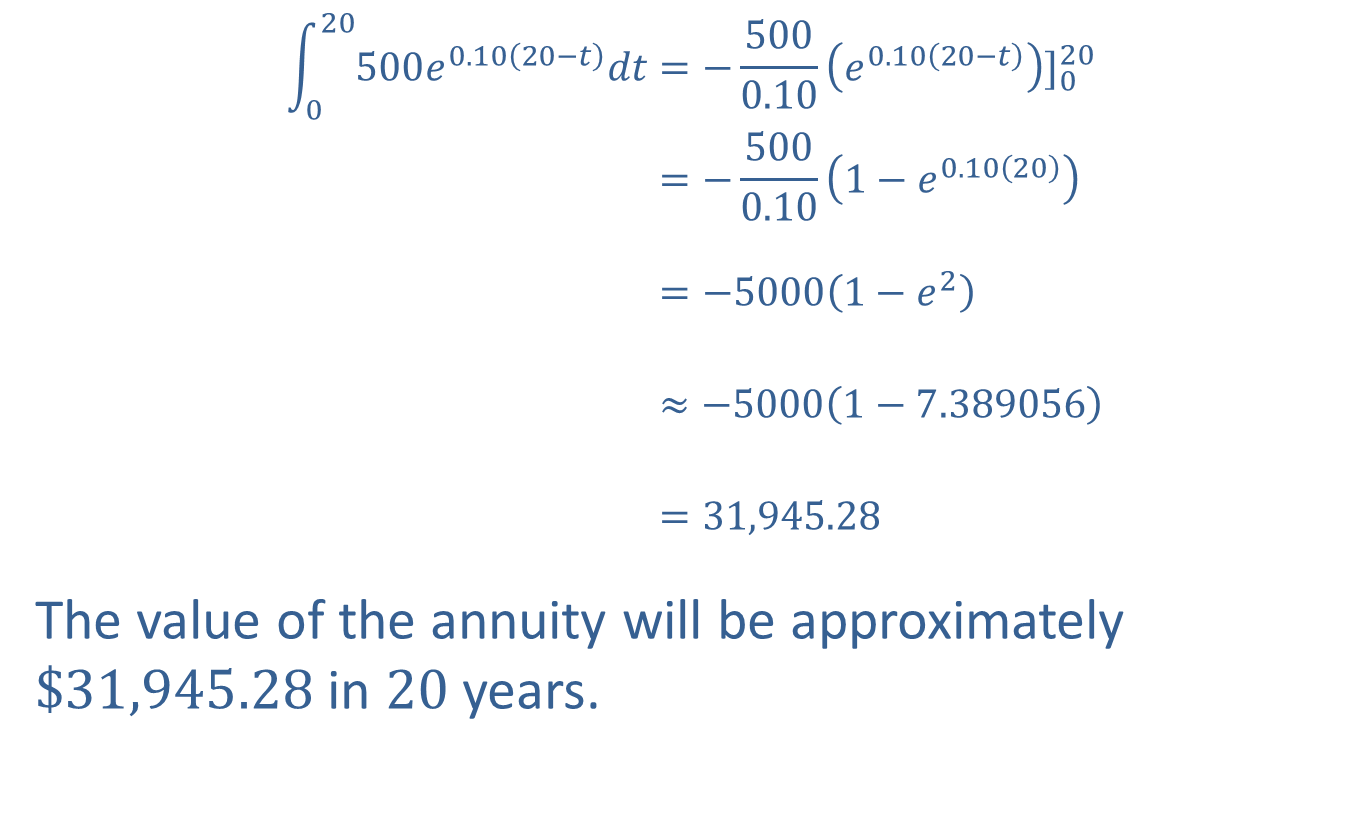 ∫₀²⁰ 500e^{0.10(20−t)} dt = −\frac{500}{0.10}(e^{0.10(20−t)})]₀²⁰
= −\frac{500}{0.10}(1 − e^{0.10(20)})
= −5000(1 − e²)
≈ −5000(1 − 7.389056)
= 31,945.28
The value of the annuity will be approximately
$31,945.28 in 20 years.